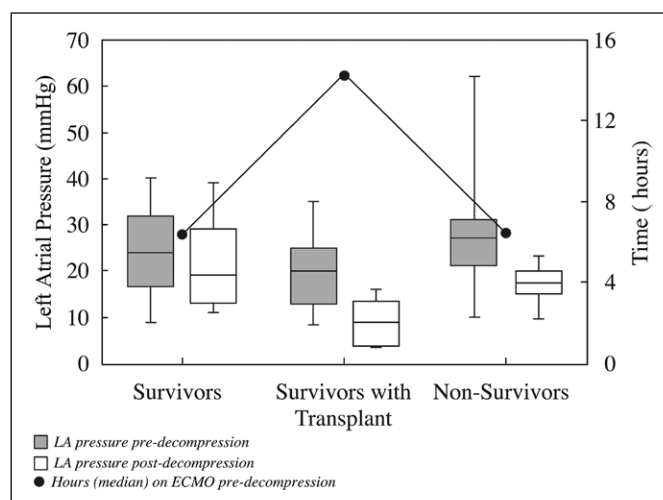 70
60
50
40
30
20
10
0
Left Atrial Pressure (mmHg)
16
12
8
4
0
Time ( hours)
Survivors
Survivors with
Transplant
Non-Survivors
LA pressure pre-decompression
LA pressure post-decompression
Hours (median) on ECMO pre-decompression